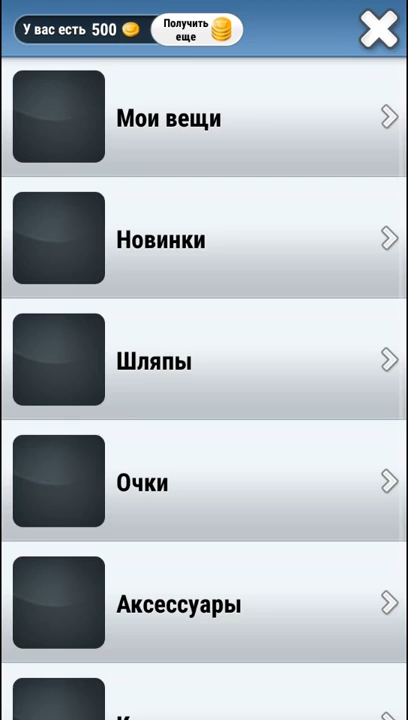 У вас есть 500
Получить
еще
Мои вещи
Новинки
Шляпы
Очки
Аксессуары